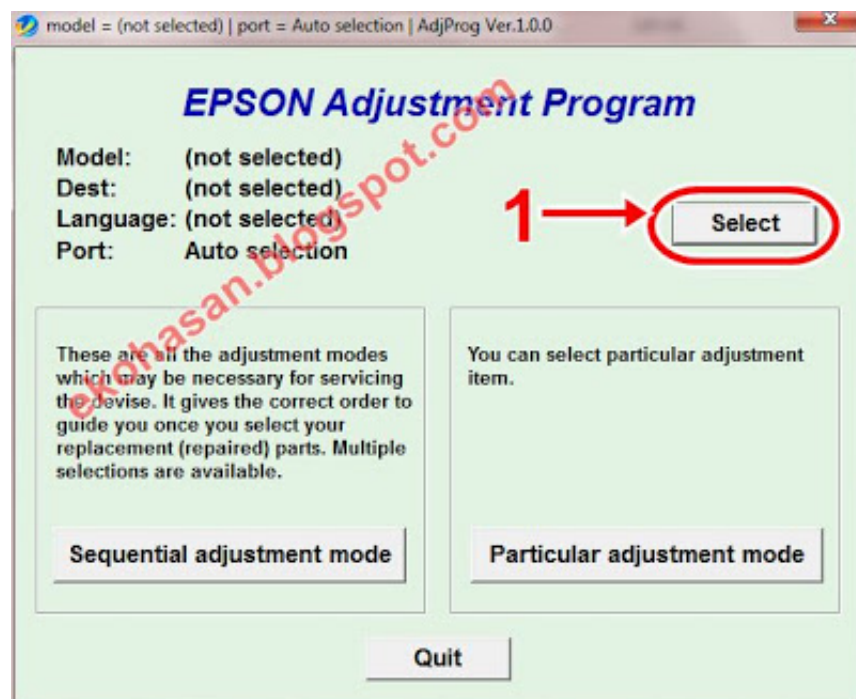 model = (not selected) | port = Auto selection | AdjProg Ver.1.0.0
EPSON Adjustment Program
Model: (not selected)
Dest: (not selected)
Language: (not selected)
Port: Auto selection
1
Select
These are all the adjustment modes
which may be necessary for servicing
the devise. It gives the correct order to
guide you once you select your
replacement (repaired) parts. Multiple
selections are available.
Sequential adjustment mode
You can select particular adjustment
item.
Particular adjustment mode
Quit
ekohasan.blogspot.com